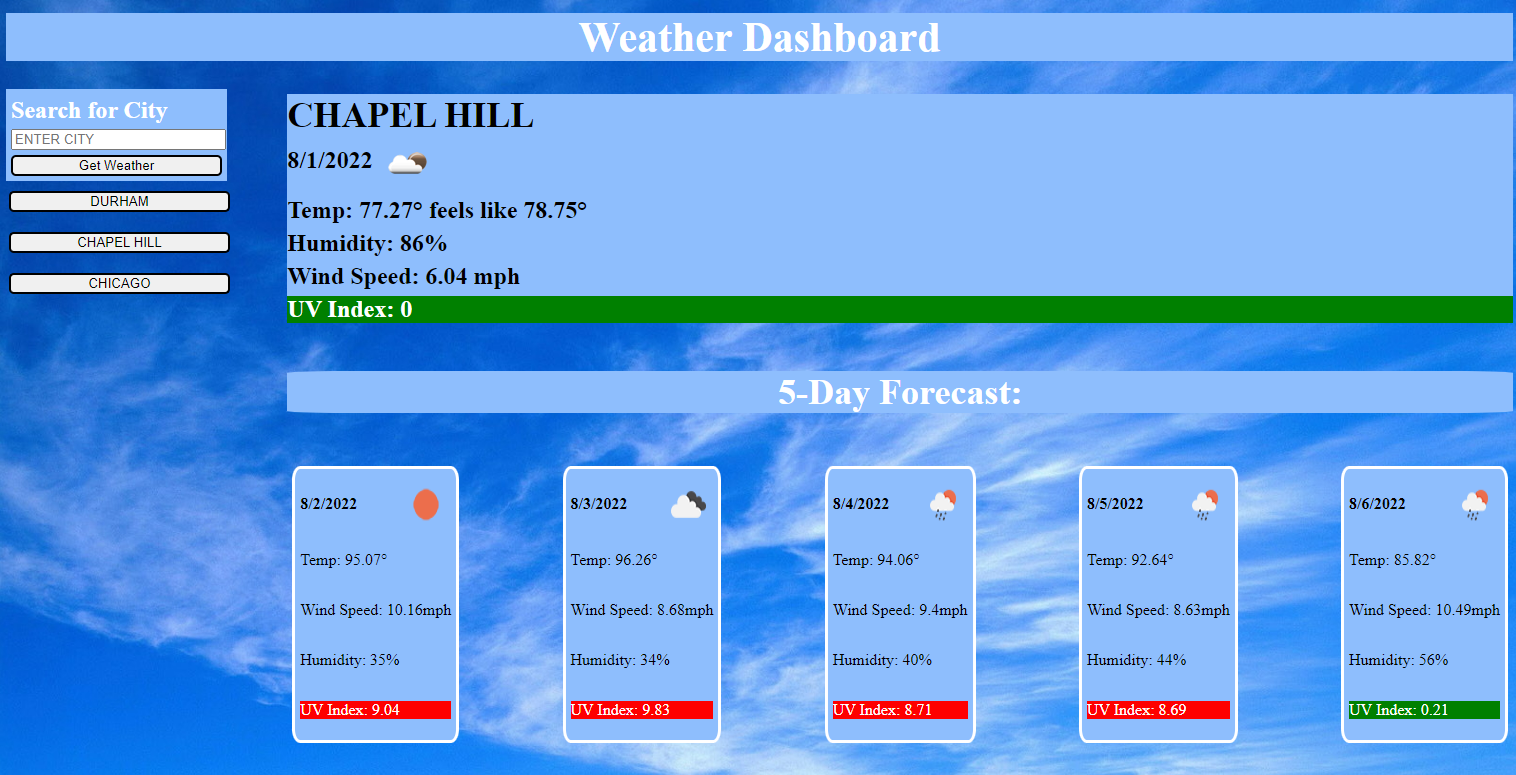 Weather Dashboard
Search for City
ENTER CITY
Get Weather
DURHAM
CHAPEL HILL
CHICAGO
CHAPEL HILL
8/1/2022
Temp: 77.27° feels like 78.75°
Humidity: 86%
Wind Speed: 6.04 mph
UV Index: 0
5-Day Forecast:
8/2/2022
Temp: 95.07°
Wind Speed: 10.16mph
Humidity: 35%
UV Index: 9.04
8/3/2022
Temp: 96.26°
Wind Speed: 8.68mph
Humidity: 34%
UV Index: 9.83
8/4/2022
Temp: 94.06°
Wind Speed: 9.4mph
Humidity: 40%
UV Index: 8.71
8/5/2022
Temp: 92.64°
Wind Speed: 8.63mph
Humidity: 44%
UV Index: 8.69
8/6/2022
Temp: 85.82°
Wind Speed: 10.49mph
Humidity: 56%
UV Index: 0.21